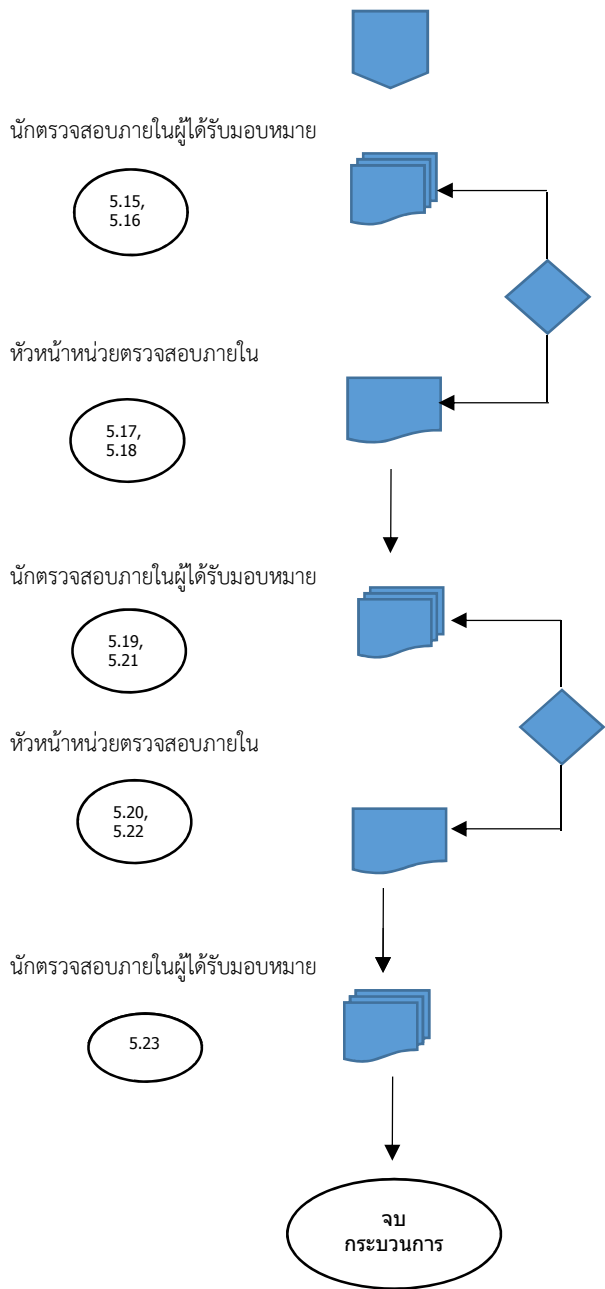 นักตรวจสอบภายในผู้ได้รับมอบหมาย
5.15,
5.16
หัวหน้าหน่วยตรวจสอบภายใน
5.17,
5.18
นักตรวจสอบภายในผู้ได้รับมอบหมาย
5.19,
5.21
หัวหน้าหน่วยตรวจสอบภายใน
5.20,
5.22
นักตรวจสอบภายในผู้ได้รับมอบหมาย
5.23
จบ
กระบวนการ